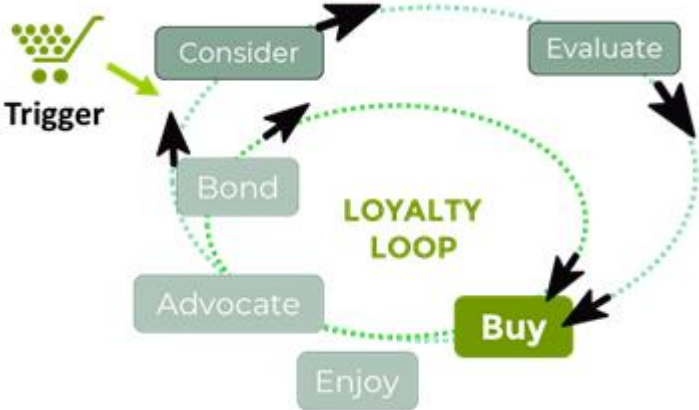 Consider
Evaluate
Trigger
Bond
LOYALTY
LOOP
Advocate
Buy
Enjoy